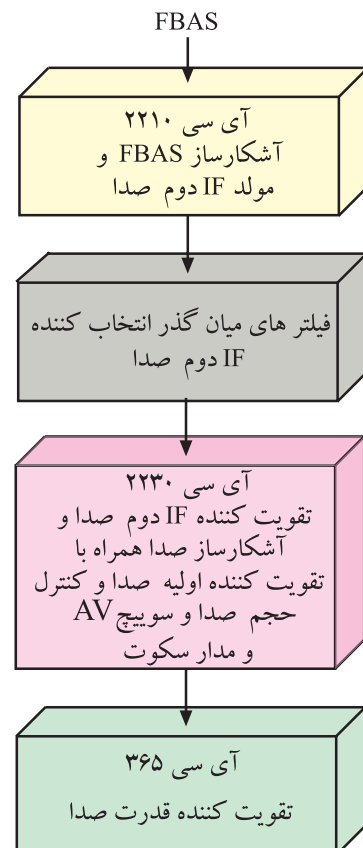 FBAS
آی سی ۲۲۱۰
آشکارساز FBAS و
مولد IF دوم صدا
فیلتر های میان گذر انتخاب کننده
IF دوم صدا
آی سی ۲۲۳۰
تقویت کننده IF دوم صدا و
آشکارساز صدا همراه با
تقویت کننده اولیه صدا و کنترل
حجم صدا و سوییچ AV
و مدار سکوت
آی سی ۳۶۵
تقویت کننده قدرت صدا